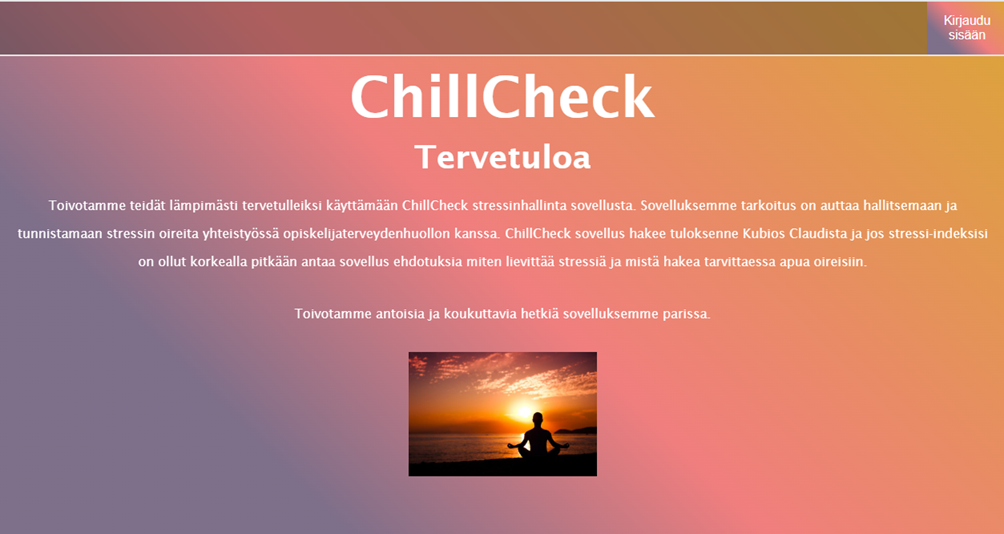 Kirjaudu
sisään
ChillCheck
Tervetuloa
Toivotamme teidät lämpimästi tervetulleiksi käyttämään ChillCheck stressinhallinta sovellusta. Sovelluksemme tarkoitus on auttaa hallitsemaan ja
tunnistamaan stressin oireita yhteistyössä opiskelijaterveydenhuollon kanssa. ChillCheck sovellus hakee tuloksenne Kubios Claudista ja jos stressi-indeksisi
on ollut korkealla pitkään antaa sovellus ehdotuksia miten lievittää stressiä ja mistä hakea tarvittaessa apua oireisiin.
Toivotamme antoisia ja koukuttavia hetkiä sovelluksemme parissa.